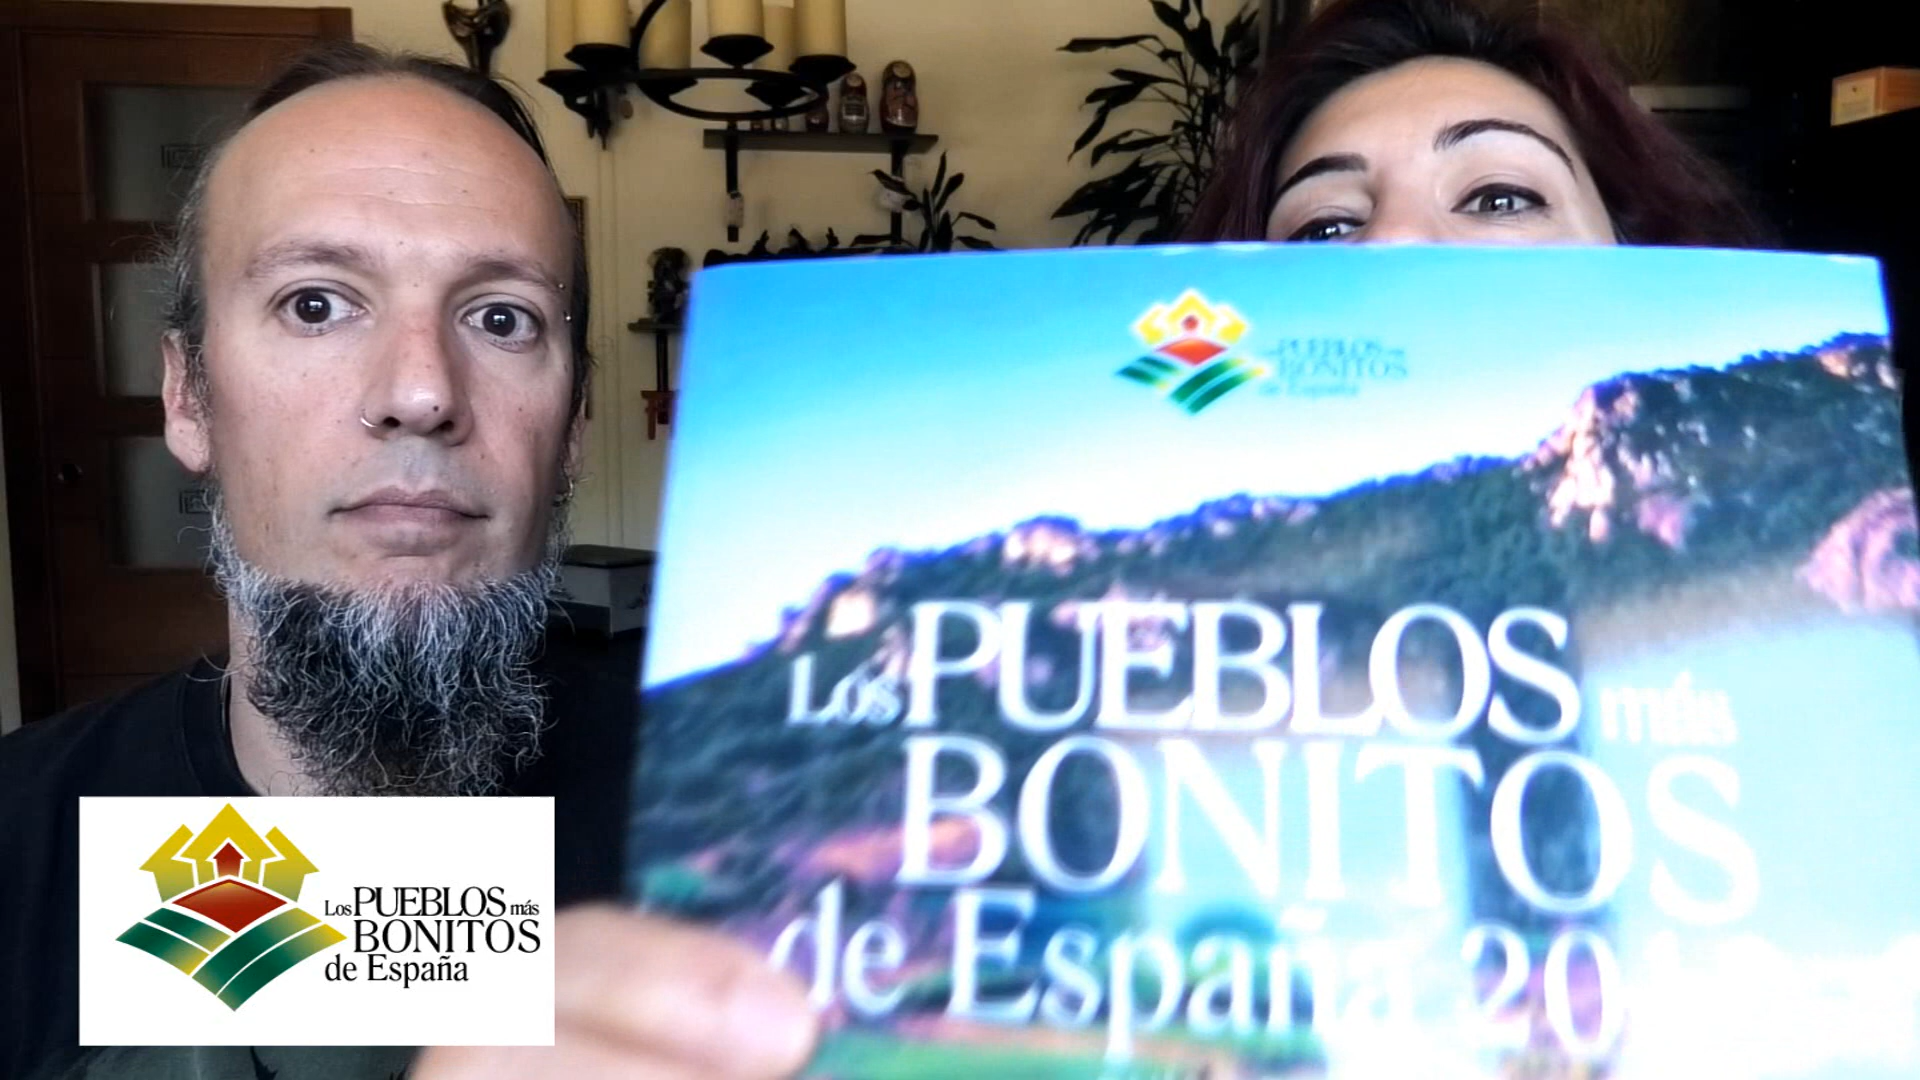 PUEBLOS
BONITOS
de España
Los PUEBLOS más
BONITOS
de España 20
Los PUEBLOS más
BONITOS
de España